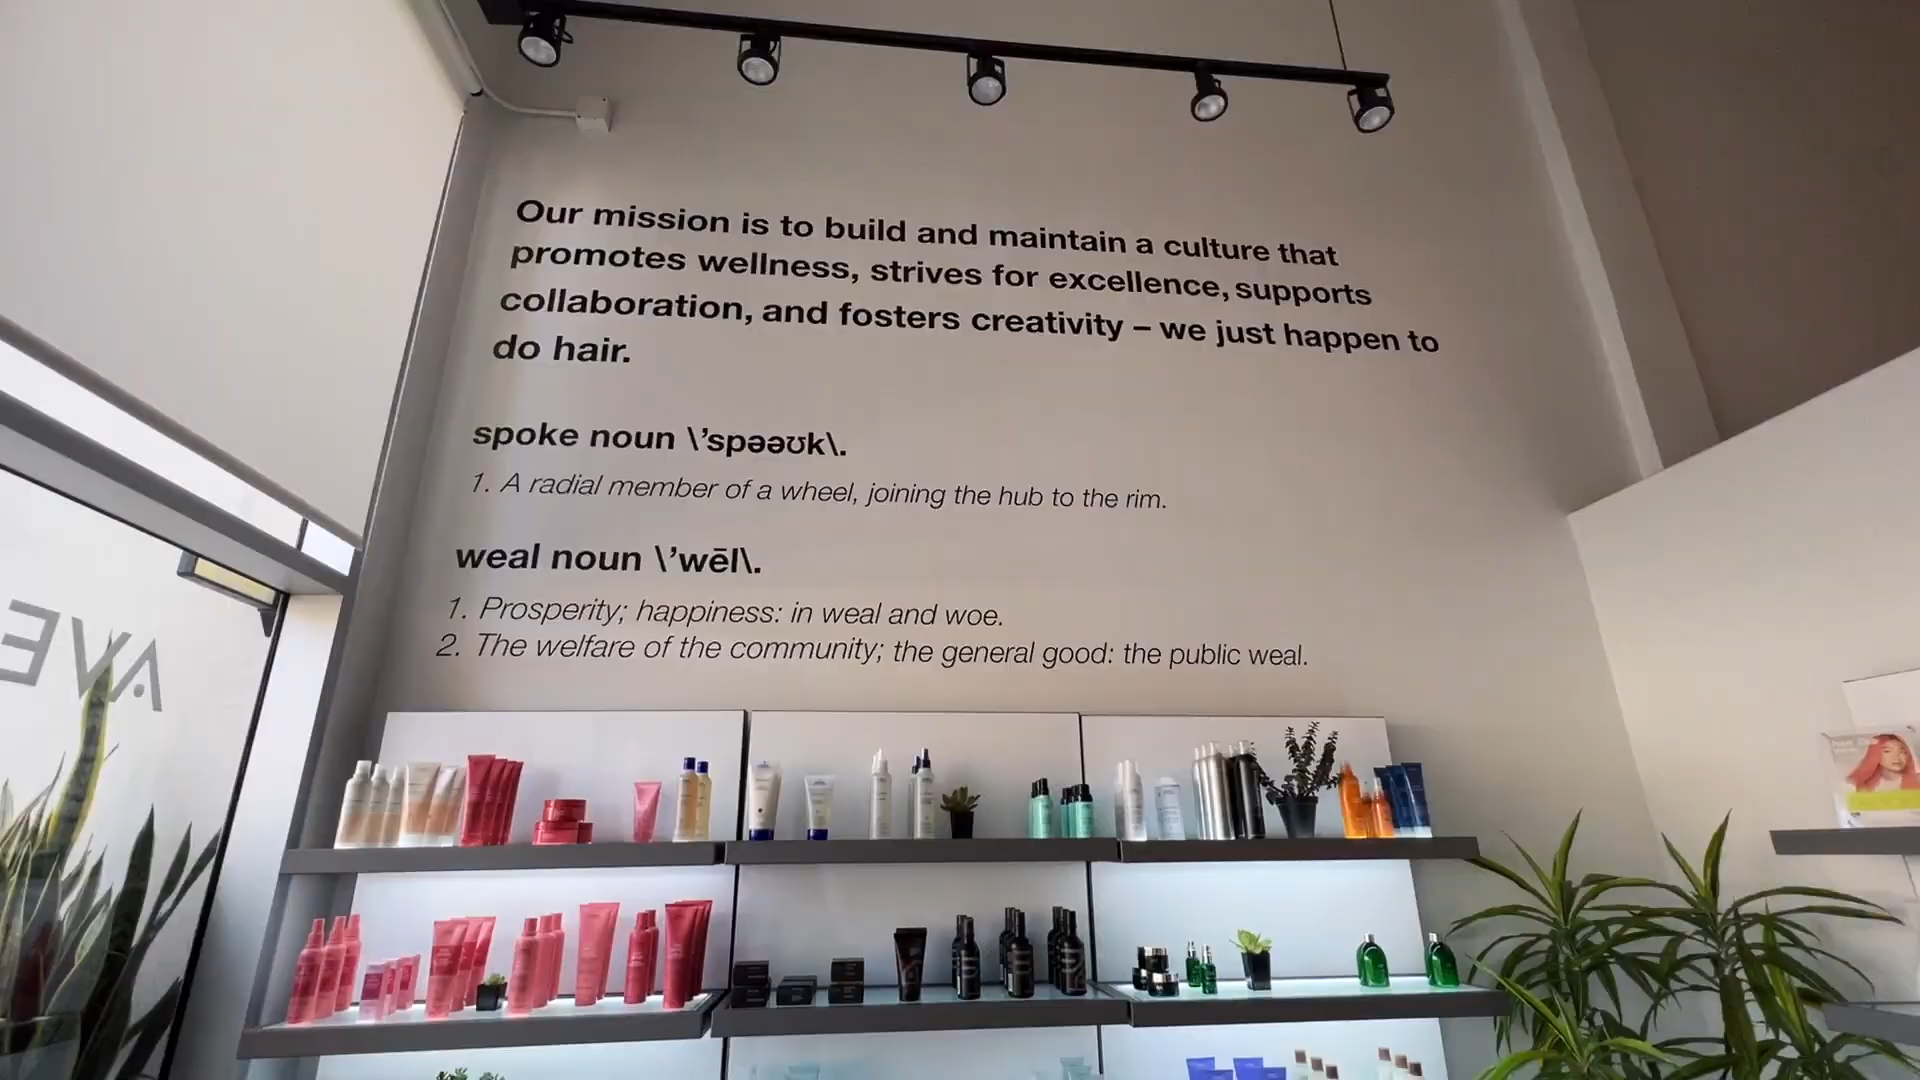 Our mission is to build and maintain a culture that
promotes wellness, strives for excellence, supports
collaboration, and fosters creativity – we just happen to
do hair.
spoke noun \’spəəʊk\.
1. A radial member of a wheel, joining the hub to the rim.
weal noun \’wēl\.
1. Prosperity; happiness: in weal and woe.
2. The welfare of the community; the general good: the public weal.
AVE